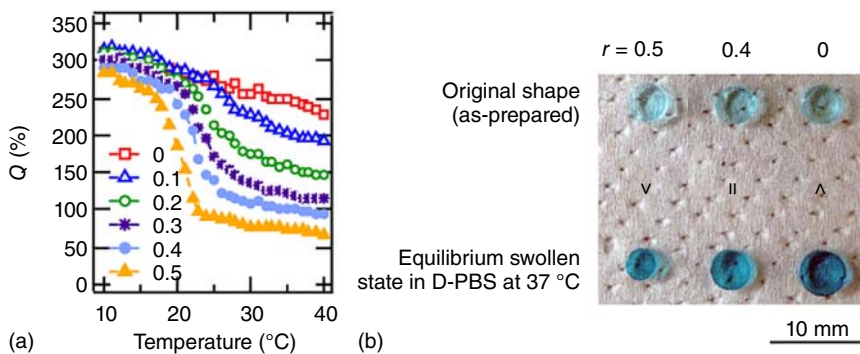 350
300
250
200
150
100
50
0
Q (%)
0
0.1
0.2
0.3
0.4
0.5
10 20 30 40
(a) Temperature (°C)
r = 0.5 0.4 0
Original shape
(as-prepared)
∨ || ∧
Equilibrium swollen
state in D-PBS at 37 °C
(b)
10 mm